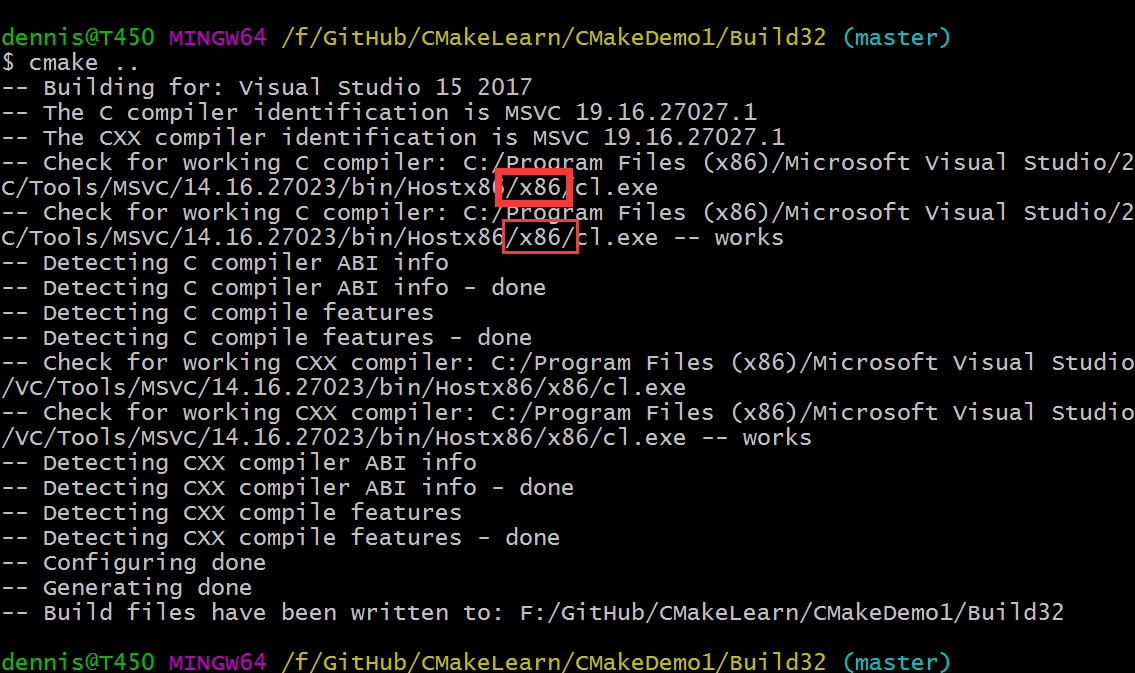 dennis@T450 MINGW64 /f/GitHub/CMakeLearn/CMakeDemo1/Build32 (master)
$ cmake ..
-- Building for: Visual Studio 15 2017
-- The C compiler identification is MSVC 19.16.27027.1
-- The CXX compiler identification is MSVC 19.16.27027.1
-- Check for working C compiler: C:/Program Files (x86)/Microsoft Visual Studio/2
C/Tools/MSVC/14.16.27023/bin/Hostx86/x86/cl.exe
-- Check for working C compiler: C:/Program Files (x86)/Microsoft Visual Studio/2
C/Tools/MSVC/14.16.27023/bin/Hostx86/x86/cl.exe -- works
-- Detecting C compiler ABI info
-- Detecting C compiler ABI info - done
-- Detecting C compile features
-- Detecting C compile features - done
-- Check for working CXX compiler: C:/Program Files (x86)/Microsoft Visual Studio
/VC/Tools/MSVC/14.16.27023/bin/Hostx86/x86/cl.exe
-- Check for working CXX compiler: C:/Program Files (x86)/Microsoft Visual Studio
/VC/Tools/MSVC/14.16.27023/bin/Hostx86/x86/cl.exe -- works
-- Detecting CXX compiler ABI info
-- Detecting CXX compiler ABI info - done
-- Detecting CXX compile features
-- Detecting CXX compile features - done
-- Configuring done
-- Generating done
-- Build files have been written to: F:/GitHub/CMakeLearn/CMakeDemo1/Build32
dennis@T450 MINGW64 /f/GitHub/CMakeLearn/CMakeDemo1/Build32 (master)